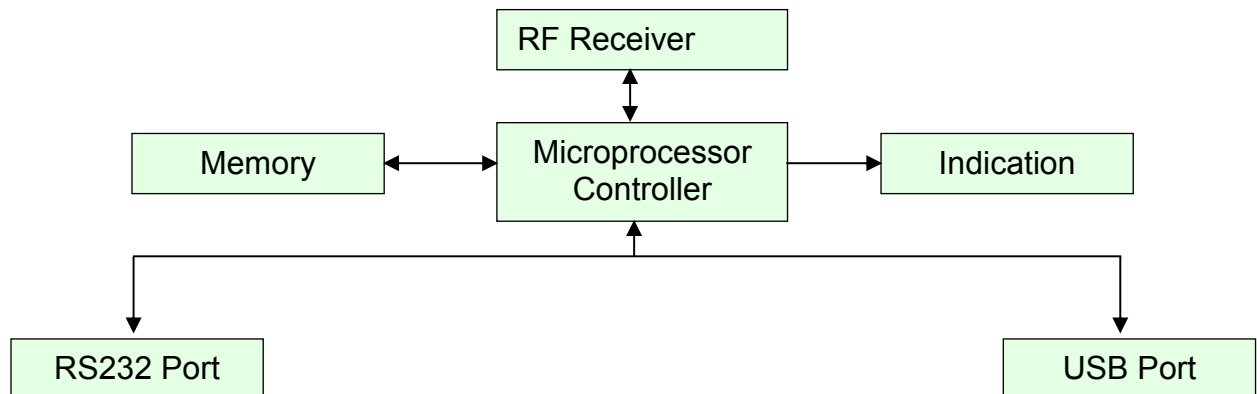 RF Receiver
Memory
Microprocessor
Controller
Indication
RS232 Port
USB Port